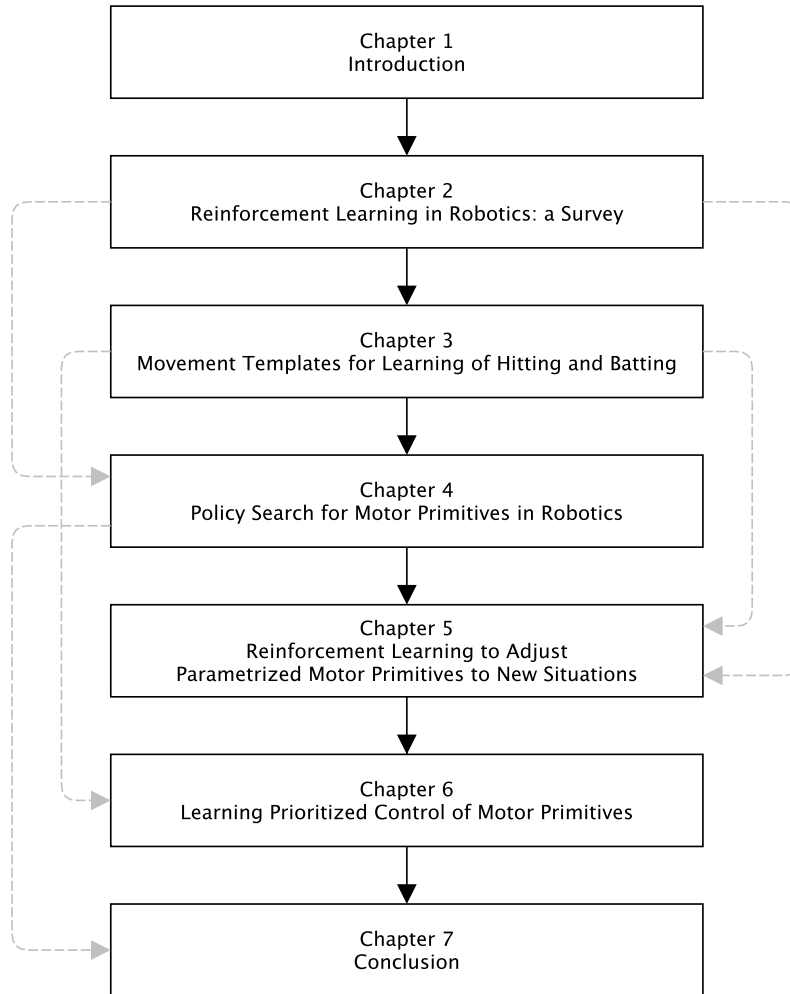 Chapter 1
Introduction
Chapter 2
Reinforcement Learning in Robotics: a Survey
Chapter 3
Movement Templates for Learning of Hitting and Batting
Chapter 4
Policy Search for Motor Primitives in Robotics
Chapter 5
Reinforcement Learning to Adjust
Parametrized Motor Primitives to New Situations
Chapter 6
Learning Prioritized Control of Motor Primitives
Chapter 7
Conclusion